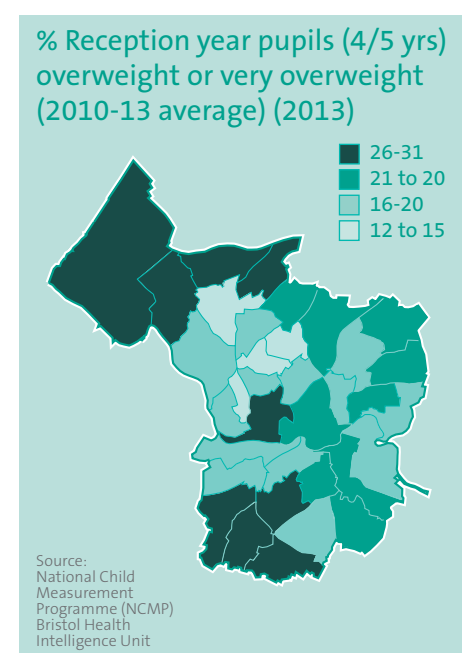 % Reception year pupils (4/5 yrs)
overweight or very overweight
(2010-13 average) (2013)
26-31
21 to 20
16-20
12 to 15
Source:
National Child
Measurement
Programme (NCMP)
Bristol Health
Intelligence Unit